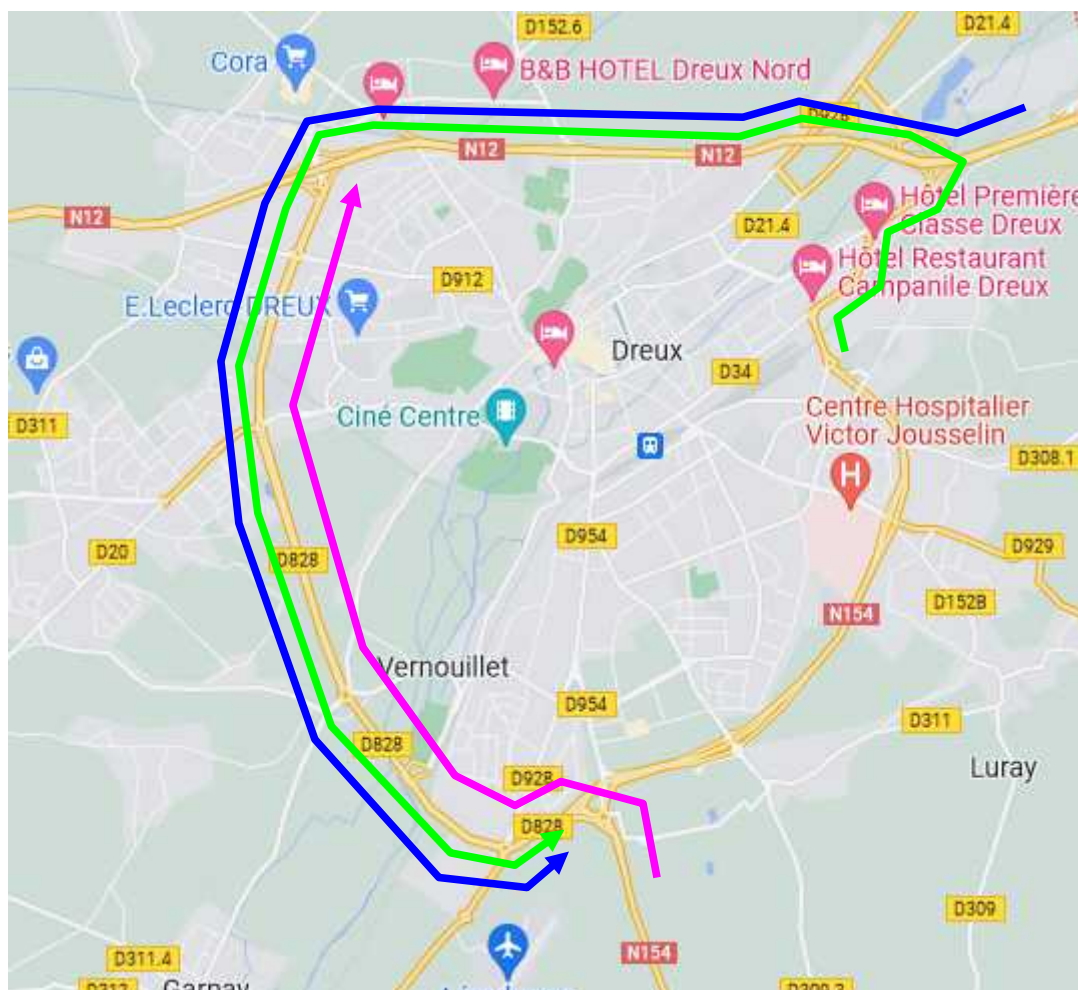 D152.6
D21.4
Cora
B&B HOTEL Dreux Nord
D928
N12
N12
N12
Hôtel Première
Classe Dreux
D21.4
Hôtel Restaurant
Campanile Dreux
D912
E.Leclerc DREUX
Dreux
D34
D311
Ciné Centre
Centre Hospitalier
Victor Jousselin
D308.1
D20
D954
D929
D828
D152B
N154
Vernouillet
D954
D311
D828
Luray
D928
D828
D309
D311.4
N154
Garnay